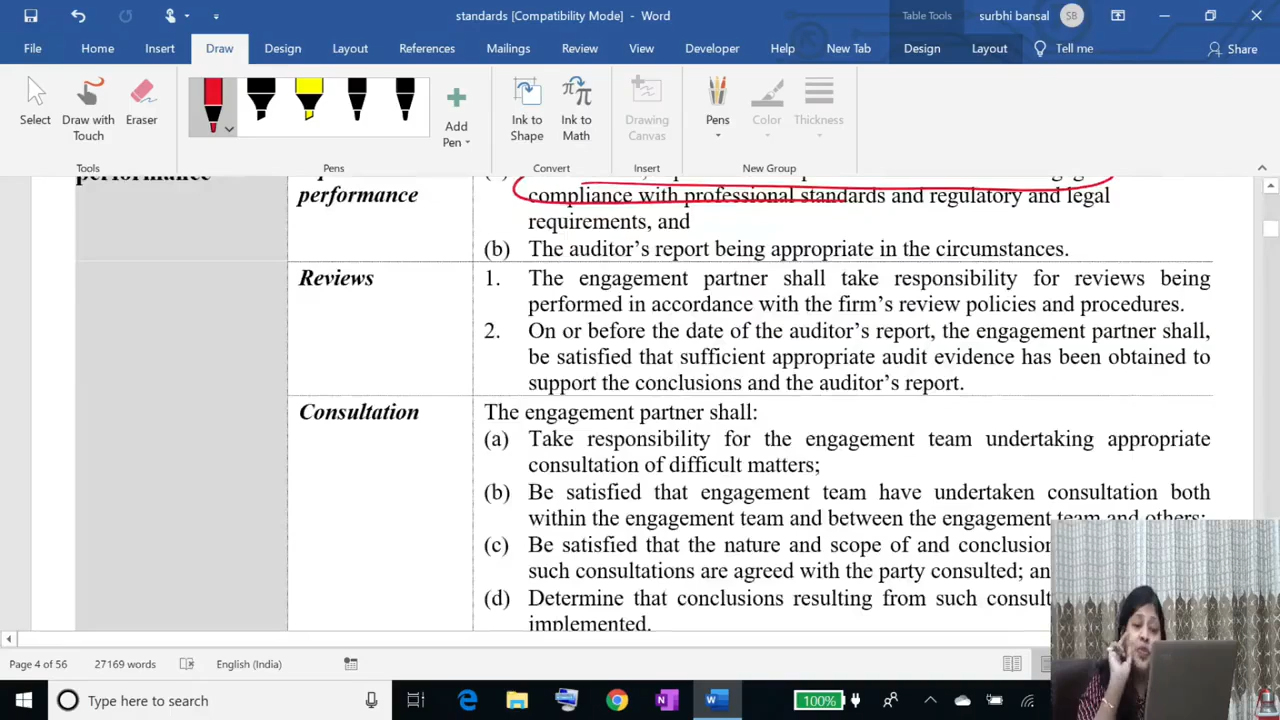 standards [Compatibility Mode] - Word
Table Tools
surbhi bansal SB
File Home Insert Draw Design Layout References Mailings Review View Developer Help New Tab Design Layout Tell me Share
Select Draw with Touch Eraser Add Pen Ink to Shape Ink to Math Drawing Canvas Pens Color Thickness
Tools Pens Convert Insert New Group
performance
performance
compliance with professional standards and regulatory and legal
requirements, and
(b) The auditor’s report being appropriate in the circumstances.
Reviews
1. The engagement partner shall take responsibility for reviews being
performed in accordance with the firm’s review policies and procedures.
2. On or before the date of the auditor’s report, the engagement partner shall,
be satisfied that sufficient appropriate audit evidence has been obtained to
support the conclusions and the auditor’s report.
Consultation
The engagement partner shall:
(a) Take responsibility for the engagement team undertaking appropriate
consultation of difficult matters;
(b) Be satisfied that engagement team have undertaken consultation both
within the engagement team and between the engagement team and others;
(c) Be satisfied that the nature and scope of and conclusion
such consultations are agreed with the party consulted; an
(d) Determine that conclusions resulting from such consult
implemented.
Page 4 of 56 27169 words English (India)
Type here to search
100%